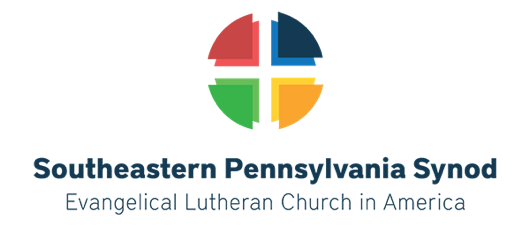 Southeastern Pennsylvania Synod
Evangelical Lutheran Church in America